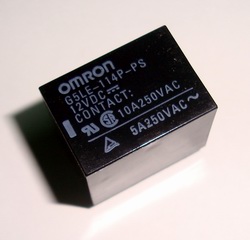 OMRON
G5LE-114P-PS
12VDC
CONTACT:
10A250VAC
5A250VAC~